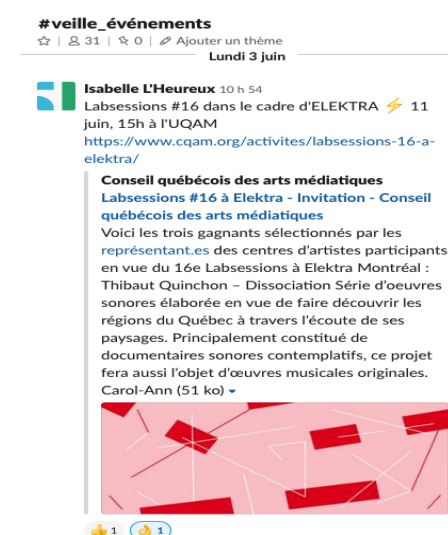 #veille_événements
31 | 0 | Ajouter un thème
Lundi 3 juin
Isabelle L'Heureux 10 h 54
Labsessions #16 dans le cadre d'ELEKTRA ⚡ 11
juin, 15h à l'UQAM
https://www.cqam.org/activites/labsessions-16-a-
elektra/
Conseil québécois des arts médiatiques
Labsessions #16 à Elektra - Invitation - Conseil
québécois des arts médiatiques
Voici les trois gagnants sélectionnés par les
représentant.es des centres d'artistes participants
en vue du 16e Labsessions à Elektra Montréal :
Thibaut Quinchon – Dissociation Série d'oeuvres
sonores élaborée en vue de faire découvrir les
régions du Québec à travers l'écoute de ses
paysages. Principalement constitué de
documentaires sonores contemplatifs, ce projet
fera aussi l'objet d'œuvres musicales originales.
Carol-Ann (51 ko)
👍 1 👌 1